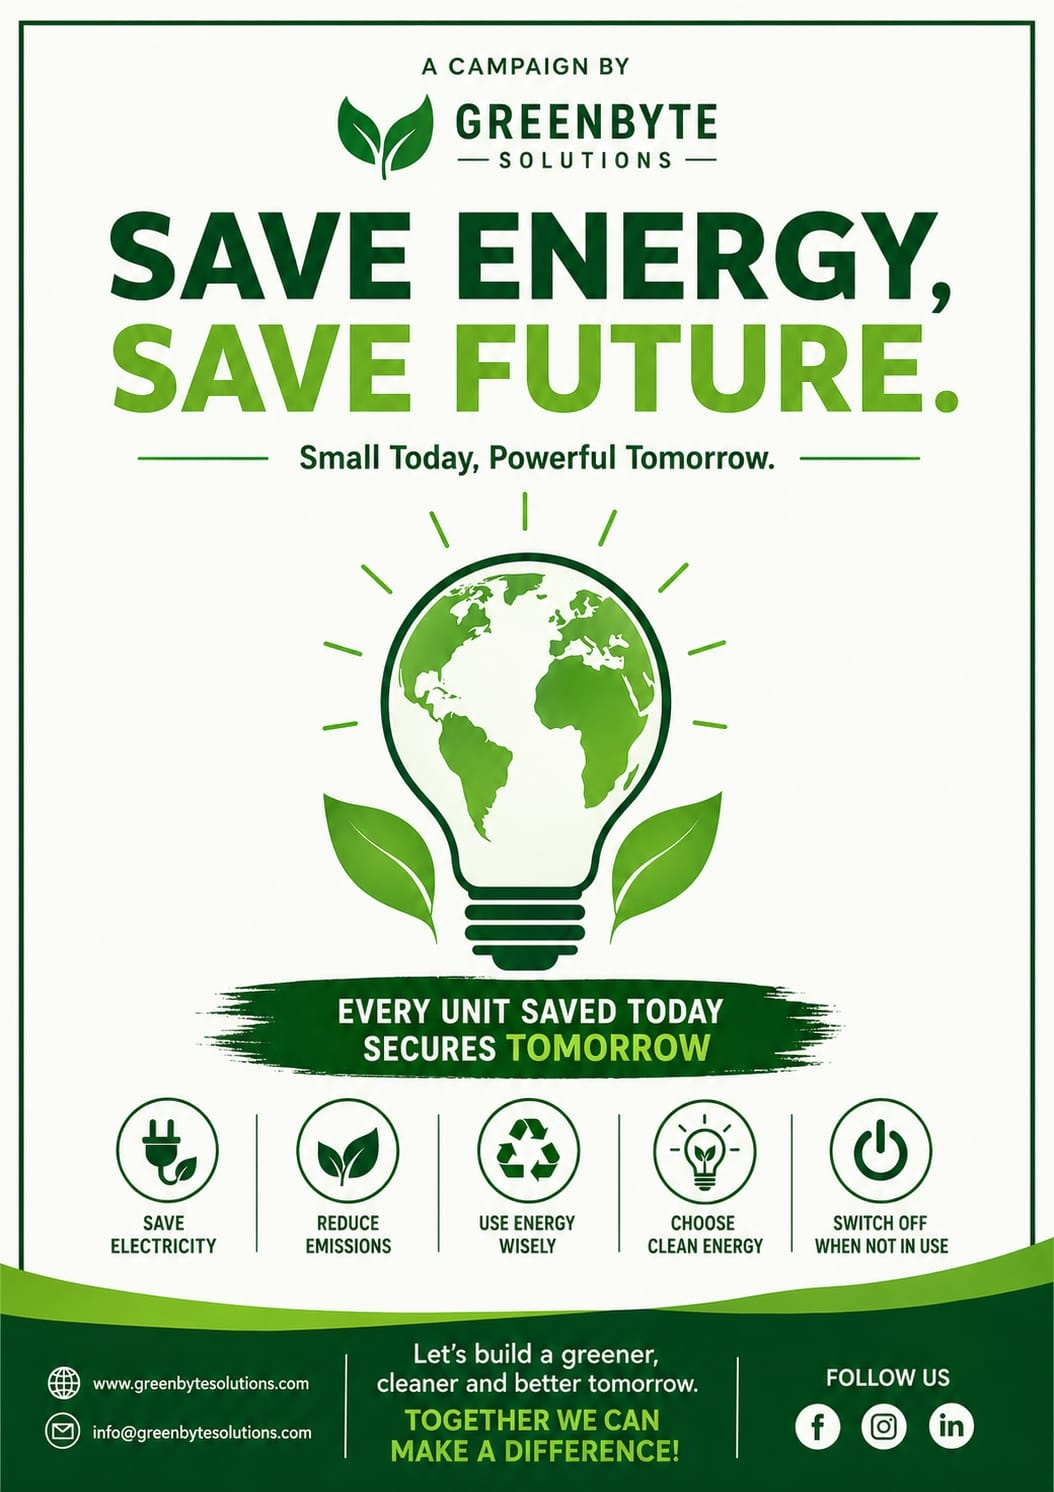 A CAMPAIGN BY
GREENBYTE
SOLUTIONS
SAVE ENERGY,
SAVE FUTURE.
Small Today, Powerful Tomorrow.
EVERY UNIT SAVED TODAY
SECURES TOMORROW
SAVE
ELECTRICITY
REDUCE
EMISSIONS
USE ENERGY
WISELY
CHOOSE
CLEAN ENERGY
SWITCH OFF
WHEN NOT IN USE
www.greenbytesolutions.com
info@greenbytesolutions.com
Let's build a greener,
cleaner and better tomorrow.
TOGETHER WE CAN
MAKE A DIFFERENCE!
FOLLOW US
f
in